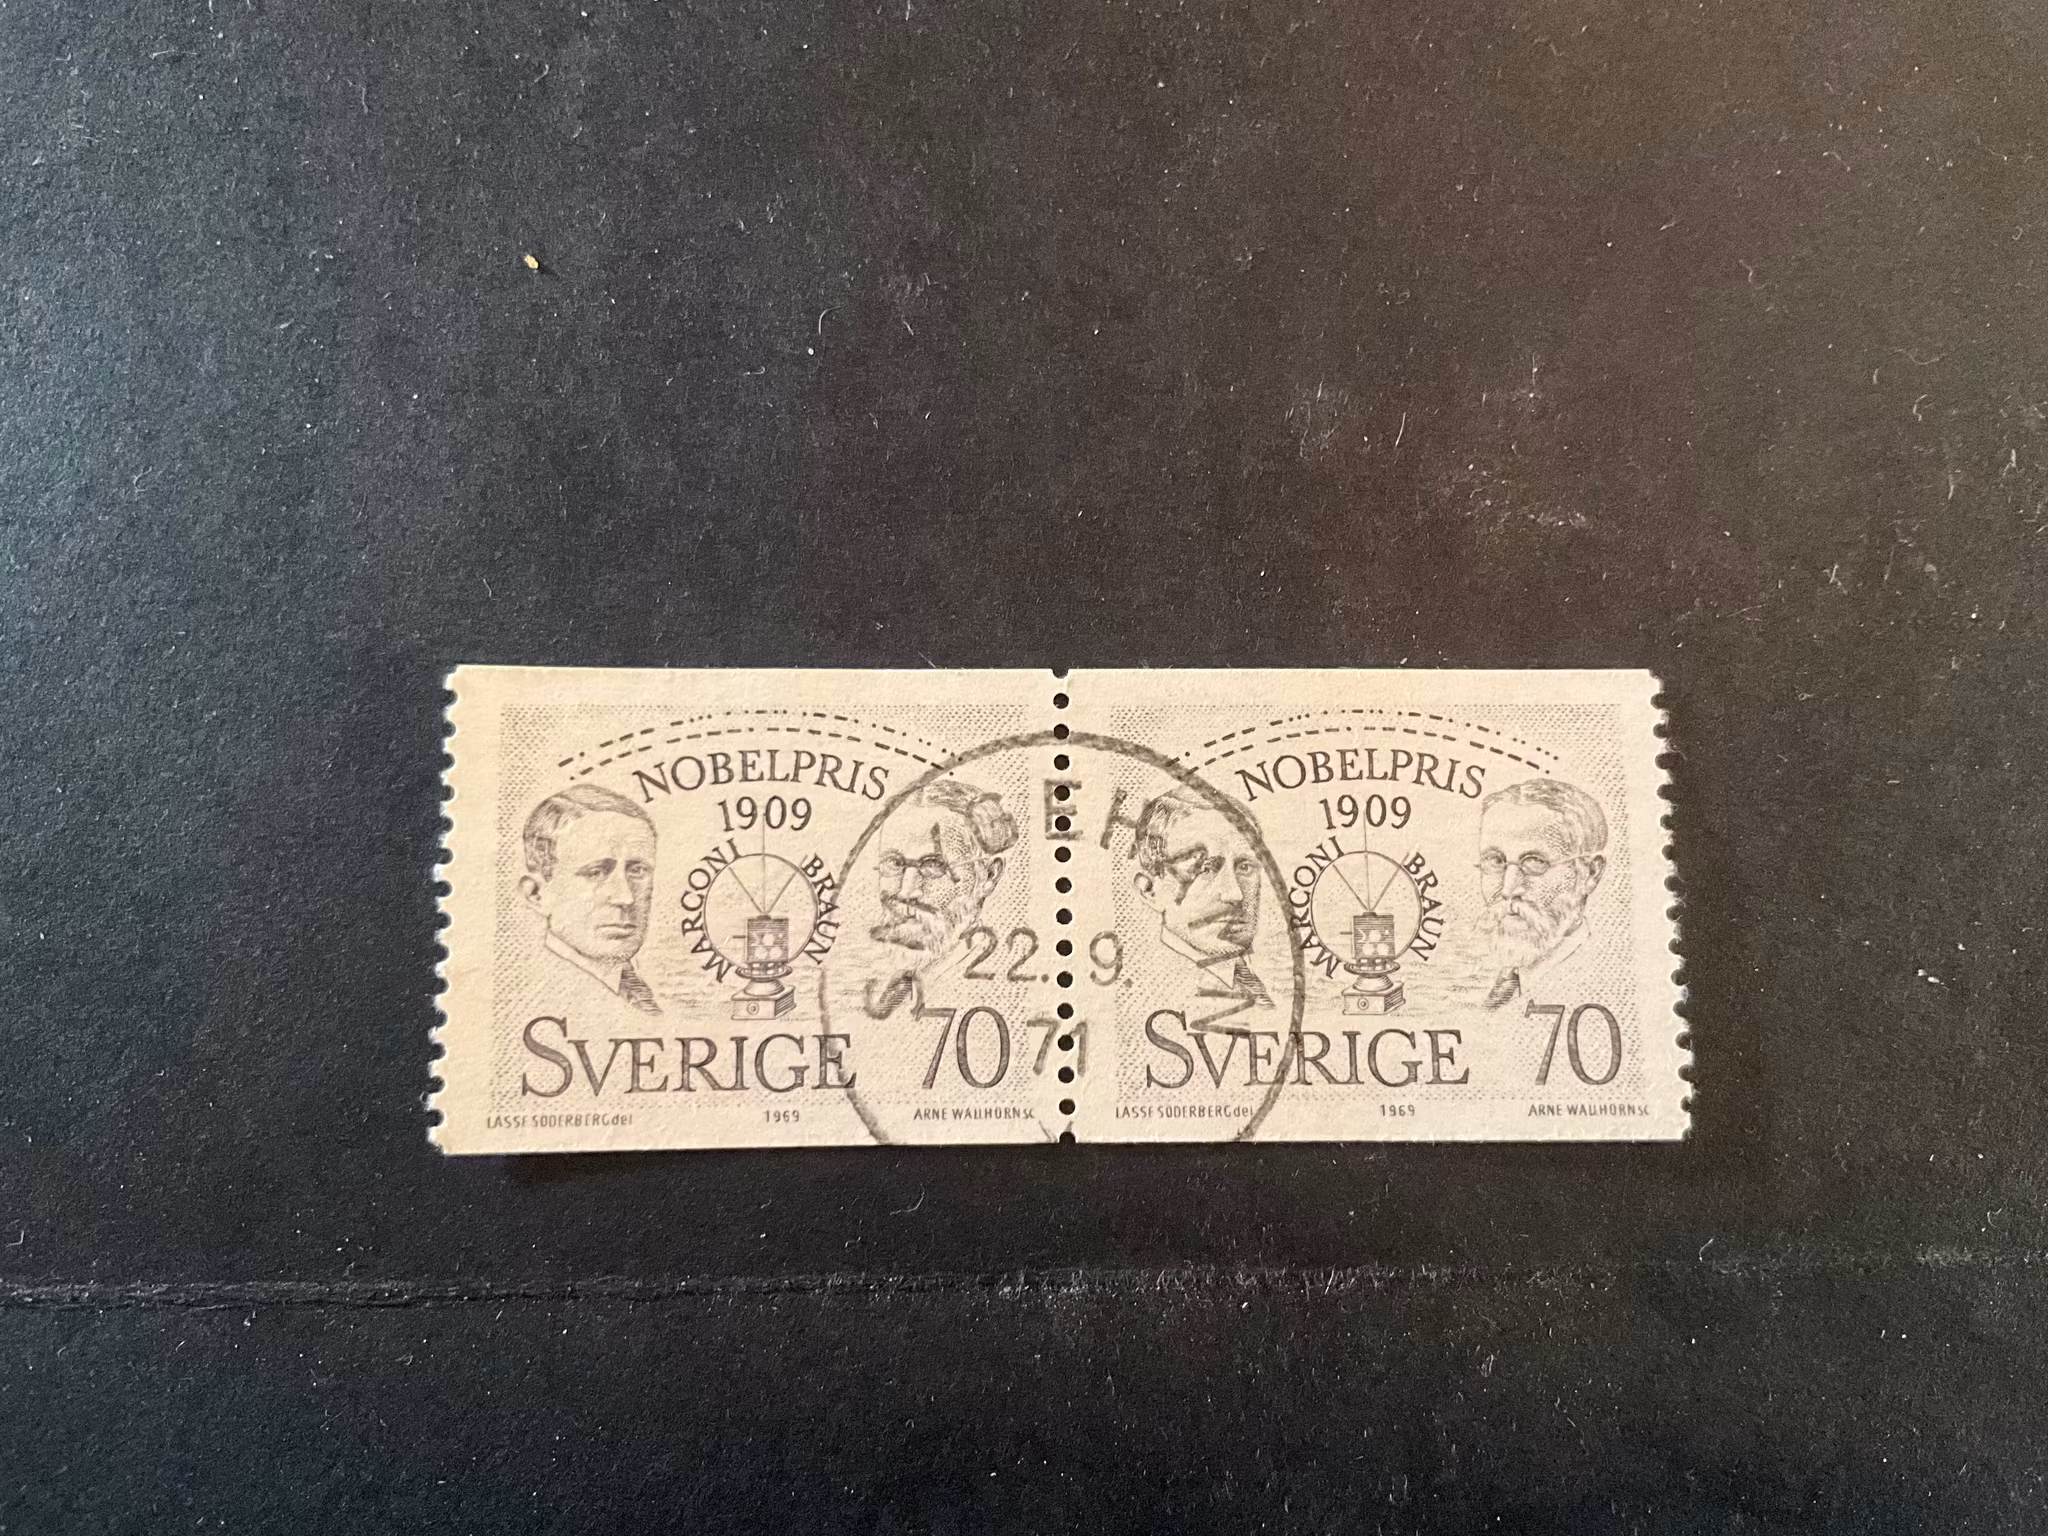 NOBELPRIS
1909
MARCONI
BRAUN
SVERIGE 70
LASSE SÖDERBERG del 1969 ARNE WALLHORN SC
NOBELPRIS
1909
MARCONI
BRAUN
SVERIGE 70
LASSE SÖDERBERG del 1969 ARNE WALLHORN SC
22. 9.
71